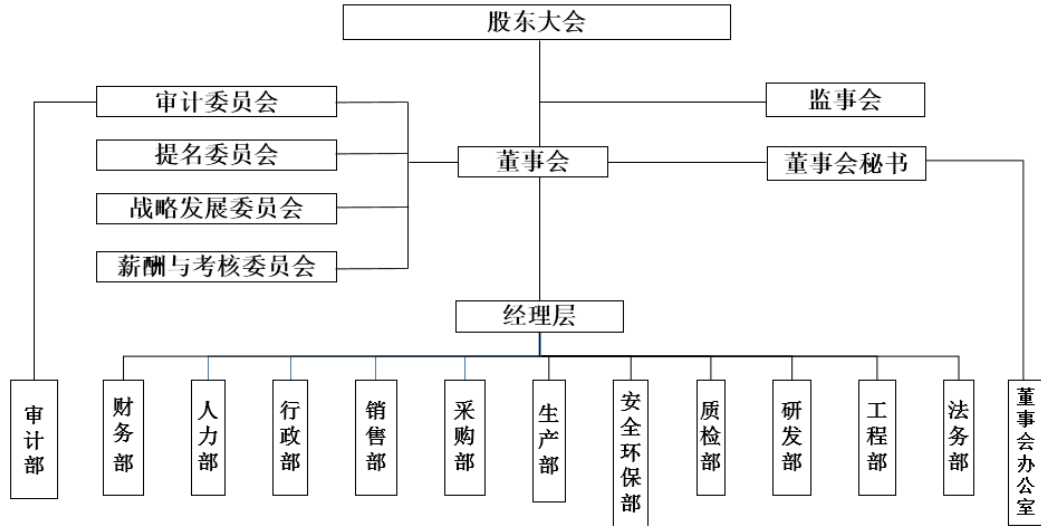 股东大会
审计委员会
监事会
提名委员会
董事会
董事会秘书
战略发展委员会
薪酬与考核委员会
经理层
审计部
财务部
人力部
行政部
销售部
采购部
生产部
安全环保部
质检部
研发部
工程部
法务部
董事会办公室